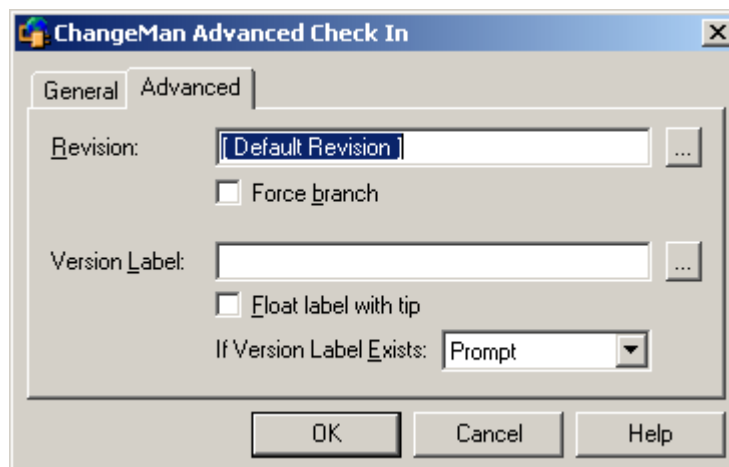 ChangeMan Advanced Check In
General Advanced
Revision: [ Default Revision ] ...
Force branch
Version Label: ...
Float label with tip
If Version Label Exists: Prompt
OK Cancel Help